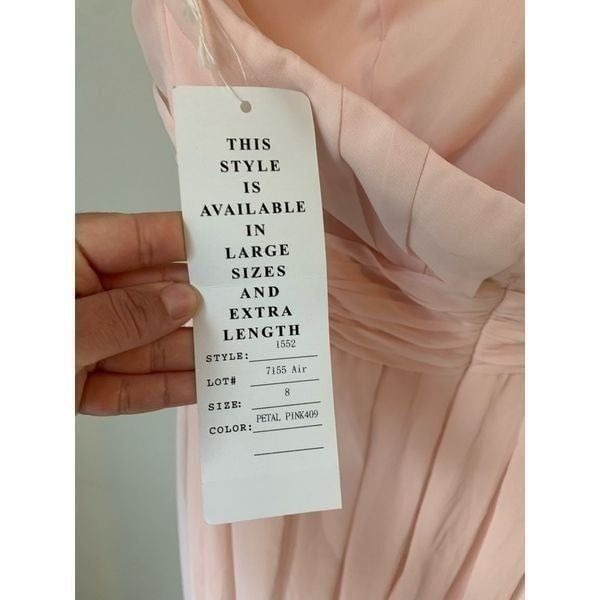 THIS
STYLE
IS
AVAILABLE
IN
LARGE
SIZES
AND
EXTRA
LENGTH
STYLE: 1552
LOT# 7155 Air
SIZE: 8
COLOR: PETAL PINK409